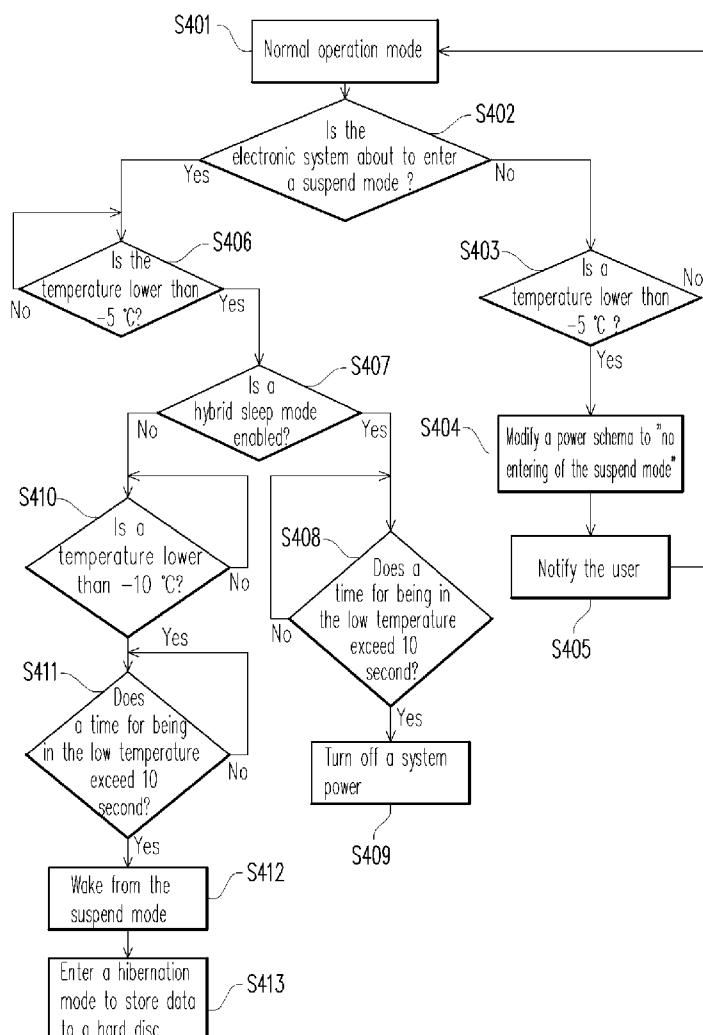 S401
Normal operation mode
S402
Is the
electronic system about to enter
a suspend mode ?
Yes
No
S406
Is the
temperature lower than
-5 °C?
No
Yes
S403
Is a
temperature lower than
-5 °C ?
No
Yes
S407
Is a
hybrid sleep mode
enabled?
No
Yes
S404
Modify a power schema to "no
entering of the suspend mode"
S410
Is a
temperature lower
than -10 °C?
No
Yes
S408
Does a
time for being in
the low temperature
exceed 10
second?
No
Yes
Notify the user
S405
S411
Does
a time for being
in the low temperature
exceed 10
second?
No
Yes
Turn off a system
power
S409
Wake from the
suspend mode
S412
Enter a hibernation
mode to store data
to a hard disc
S413